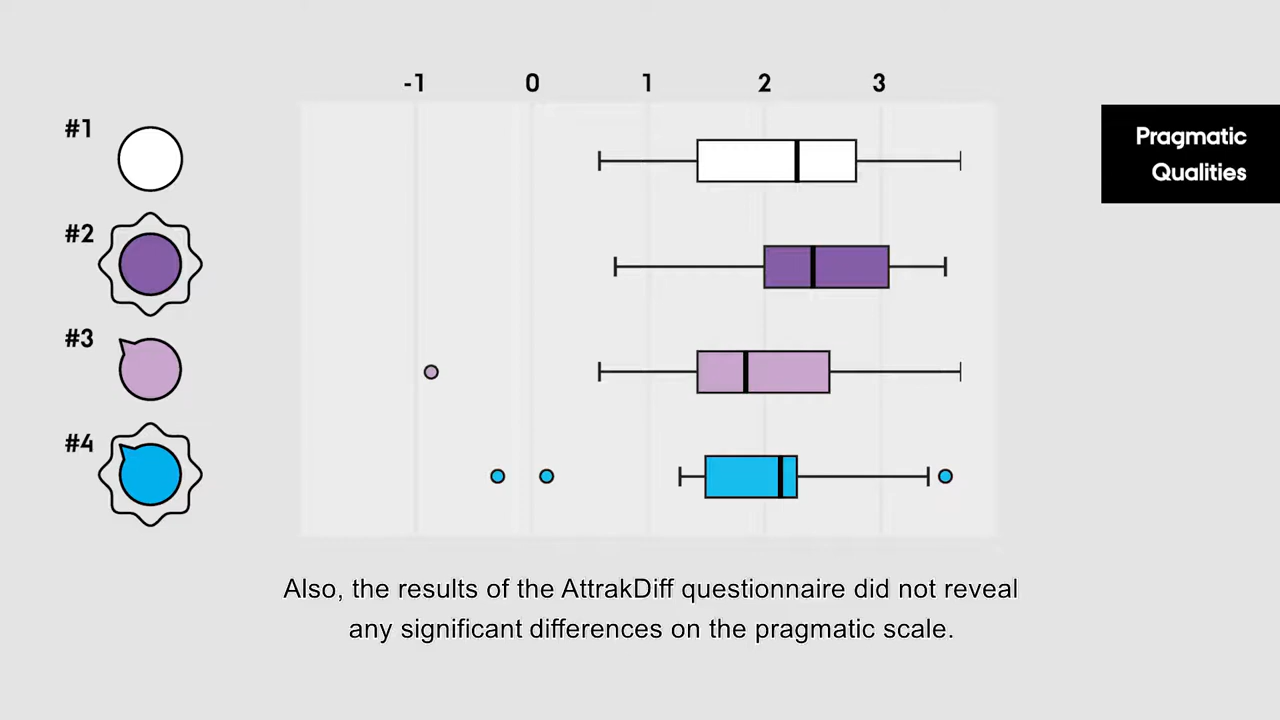 -1 0 1 2 3
#1
Pragmatic
Qualities
#2
#3
#4
Also, the results of the AttrakDiff questionnaire did not reveal
any significant differences on the pragmatic scale.